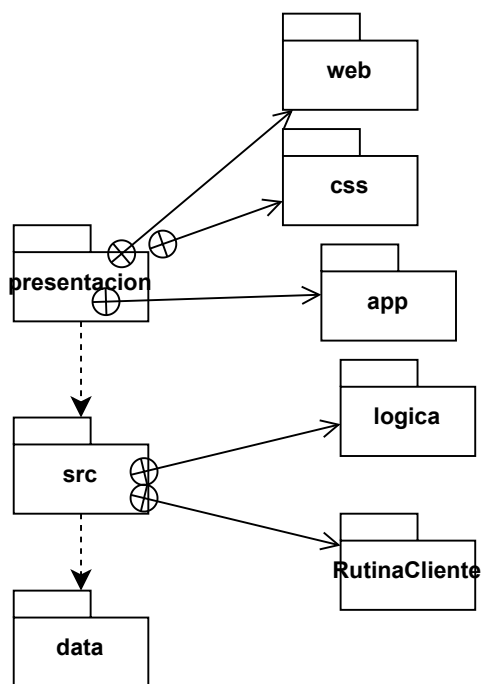 web
css
presentacion
app
logica
src
RutinaCliente
data